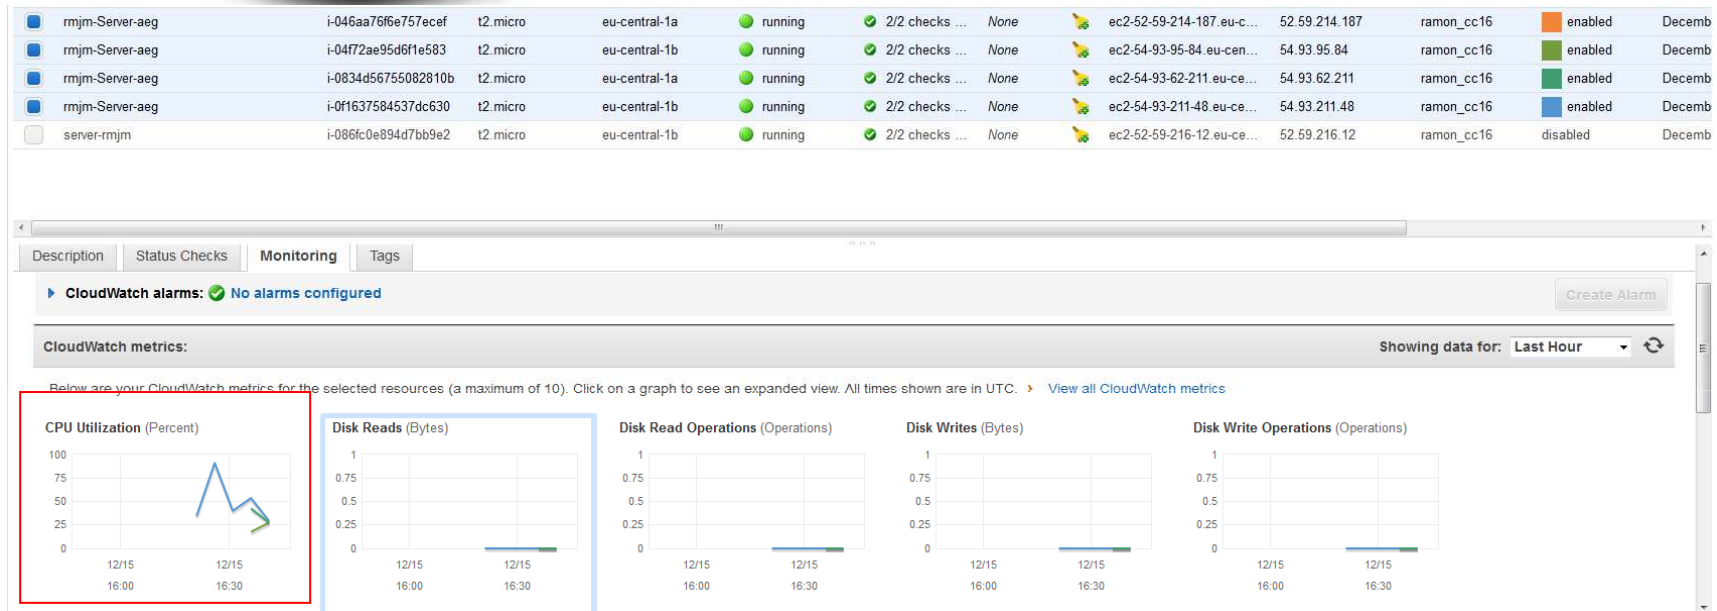 rmjm-Server-aeg i-046aa76f6e757ecef t2.micro eu-central-1a running 2/2 checks ... None ec2-52-59-214-187.eu-c... 52.59.214.187 ramon_cc16 enabled Decemb
rmjm-Server-aeg i-04f72ae95d6f1e583 t2.micro eu-central-1b running 2/2 checks ... None ec2-54-93-95-84.eu-cen... 54.93.95.84 ramon_cc16 enabled Decemb
rmjm-Server-aeg i-0834d56755082810b t2.micro eu-central-1a running 2/2 checks ... None ec2-54-93-62-211.eu-ce... 54.93.62.211 ramon_cc16 enabled Decemb
rmjm-Server-aeg i-0f1637584537dc630 t2.micro eu-central-1b running 2/2 checks ... None ec2-54-93-211-48.eu-ce... 54.93.211.48 ramon_cc16 enabled Decemb
server-rmjm i-086fc0e894d7bb9e2 t2.micro eu-central-1b running 2/2 checks ... None ec2-52-59-216-12.eu-ce... 52.59.216.12 ramon_cc16 disabled Decemb
Description Status Checks Monitoring Tags
CloudWatch alarms: No alarms configured Create Alarm
CloudWatch metrics: Showing data for: Last Hour
Below are your CloudWatch metrics for the selected resources (a maximum of 10). Click on a graph to see an expanded view. All times shown are in UTC. View all CloudWatch metrics
CPU Utilization (Percent)
100
75
50
25
0
12/15 12/15
16:00 16:30
Disk Reads (Bytes)
1
0.75
0.5
0.25
0
12/15 12/15
16:00 16:30
Disk Read Operations (Operations)
1
0.75
0.5
0.25
0
12/15 12/15
16:00 16:30
Disk Writes (Bytes)
1
0.75
0.5
0.25
0
12/15 12/15
16:00 16:30
Disk Write Operations (Operations)
1
0.75
0.5
0.25
0
12/15 12/15
16:00 16:30